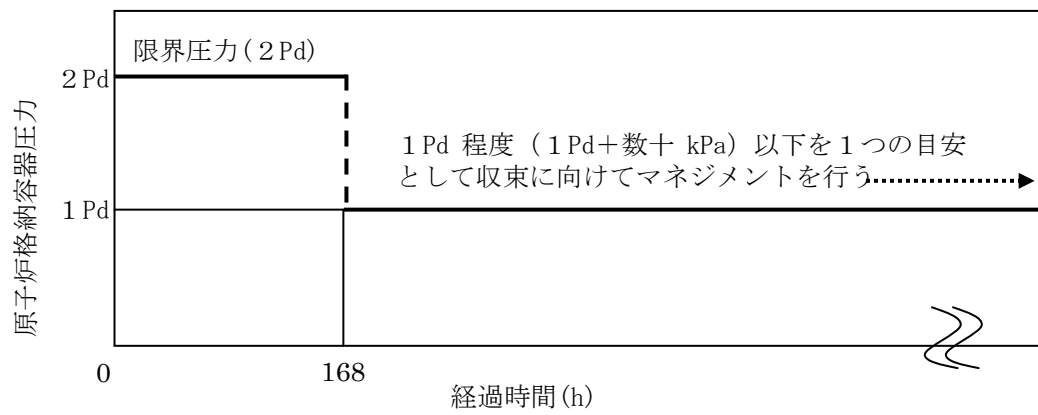 限界圧力(2Pd)
2Pd
1Pd 程度（1Pd＋数十 kPa）以下を１つの目安
として収束に向けてマネジメントを行う
1Pd
原子炉格納容器圧力
0
168
経過時間(h)